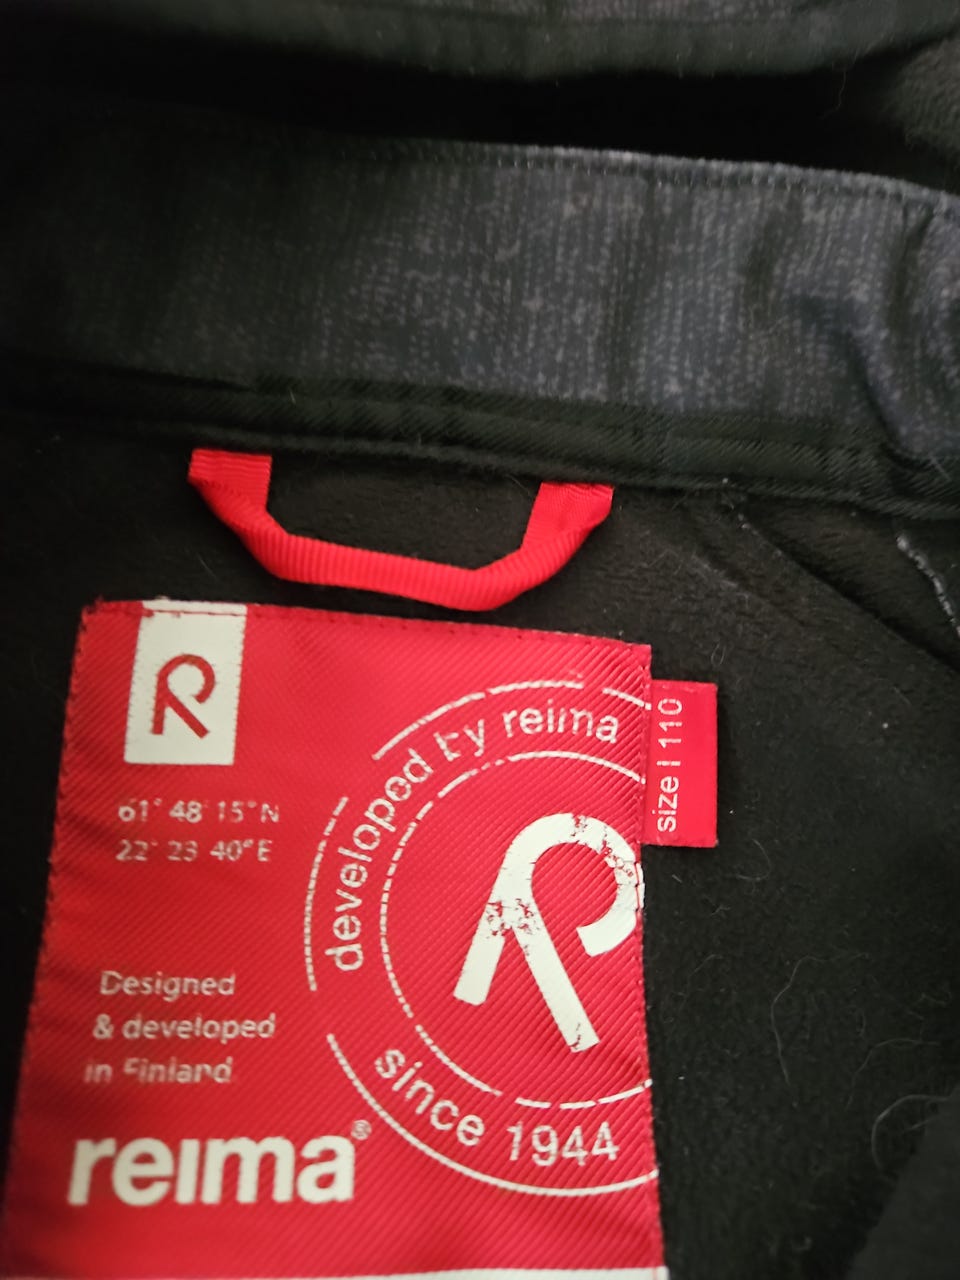 R
61° 48' 15" N
22° 23' 40" E
Designed
& developed
in Finland
reima®
developed by reima
R
since 1944
size | 110